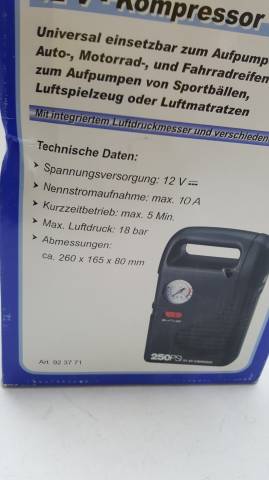 V - Kompressor
Universal einsetzbar zum Aufpump
Auto-, Motorrad-, und Fahrradreifen
zum Aufpumpen von Sportbällen,
Luftspielzeug oder Luftmatratzen
Mit integriertem Luftdruckmesser und verschieden
Technische Daten:
Spannungsversorgung: 12 V
Nennstromaufnahme: max. 10 A
Kurzzeitbetrieb: max. 5 Min.
Max. Luftdruck: 18 bar
Abmessungen:
ca. 260 x 165 x 80 mm
250PSI
Art. 92 37 71